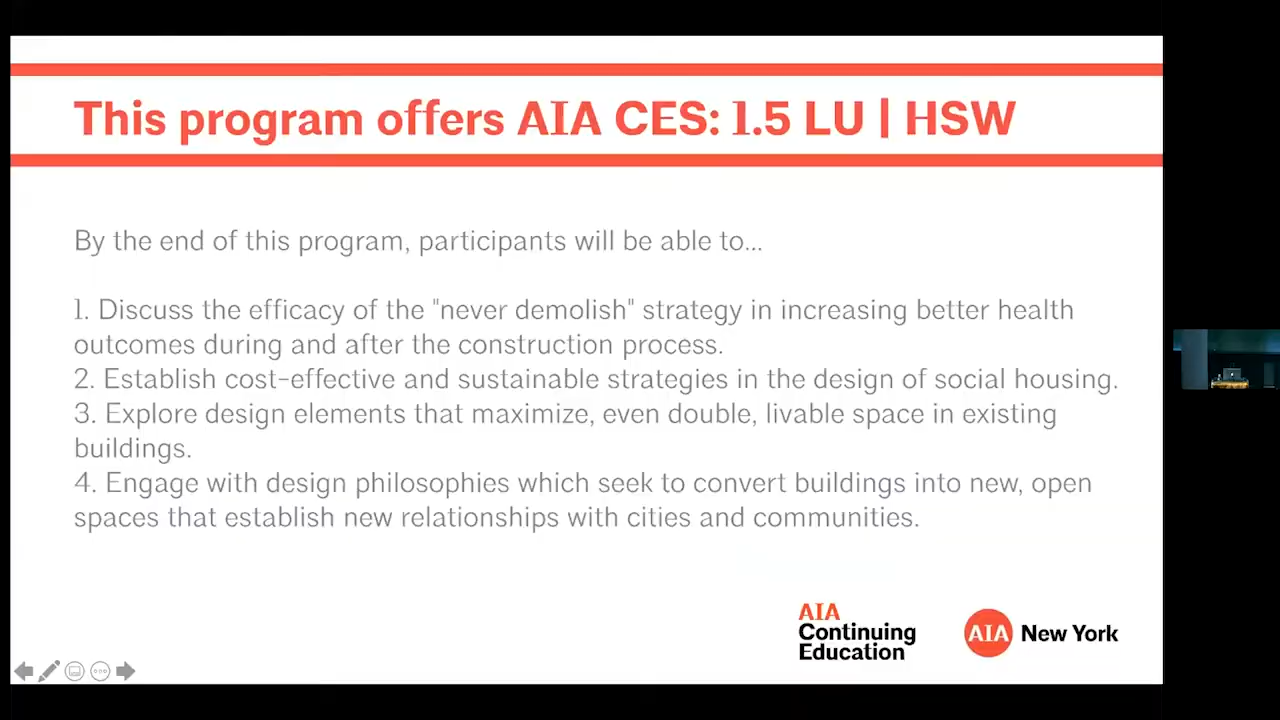 This program offers AIA CES: 1.5 LU | HSW
By the end of this program, participants will be able to...
1. Discuss the efficacy of the "never demolish" strategy in increasing better health
outcomes during and after the construction process.
2. Establish cost-effective and sustainable strategies in the design of social housing.
3. Explore design elements that maximize, even double, livable space in existing
buildings.
4. Engage with design philosophies which seek to convert buildings into new, open
spaces that establish new relationships with cities and communities.
AIA
Continuing
Education
AIA New York